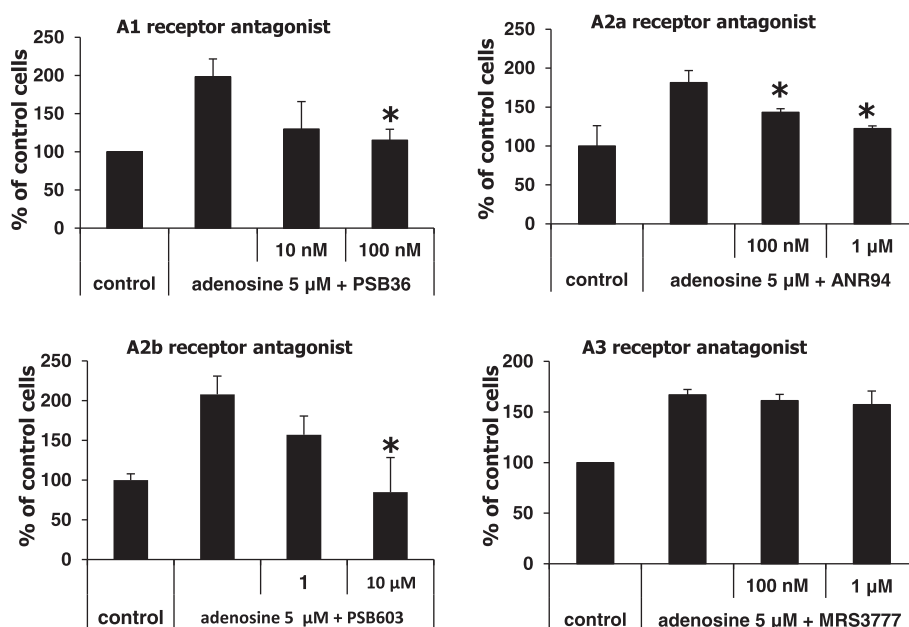 A1 receptor antagonist
% of control cells
250
200
150
100
50
0
*
10 nM 100 nM
control adenosine 5 µM + PSB36
A2a receptor antagonist
% of control cells
250
200
150
100
50
0
* *
100 nM 1 µM
control adenosine 5 µM + ANR94
A2b receptor antagonist
% of control cells
250
200
150
100
50
0
*
1 10 µM
control adenosine 5 µM + PSB603
A3 receptor anatagonist
% of control cells
200
150
100
50
0
100 nM 1 µM
control adenosine 5 µM + MRS3777